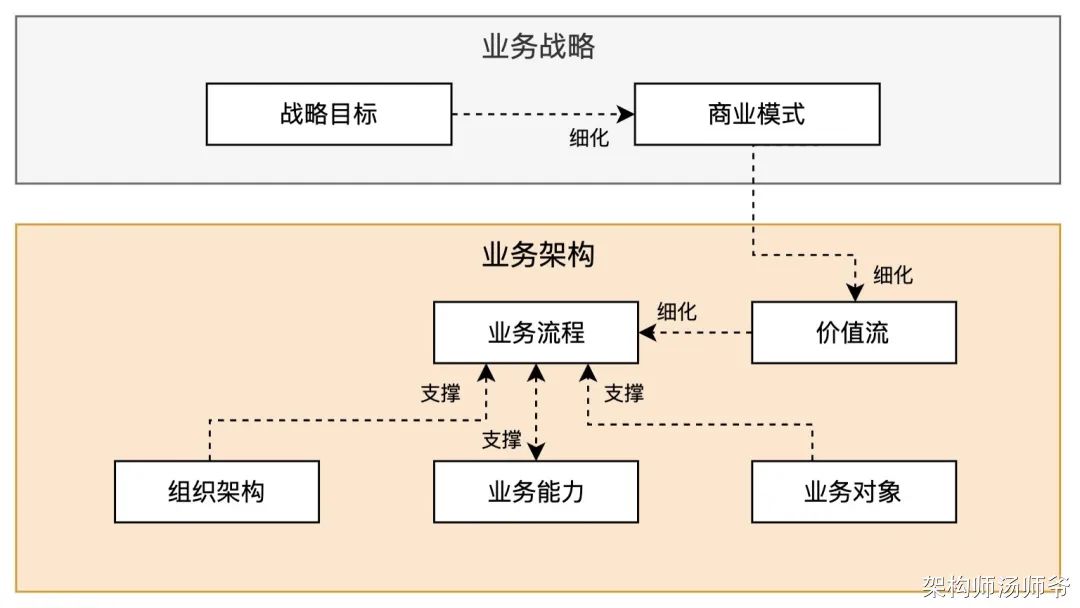 业务战略
战略目标
细化
商业模式
业务架构
细化
业务流程
细化
价值流
支撑
支撑
支撑
组织架构
业务能力
业务对象
架构师汤师爷